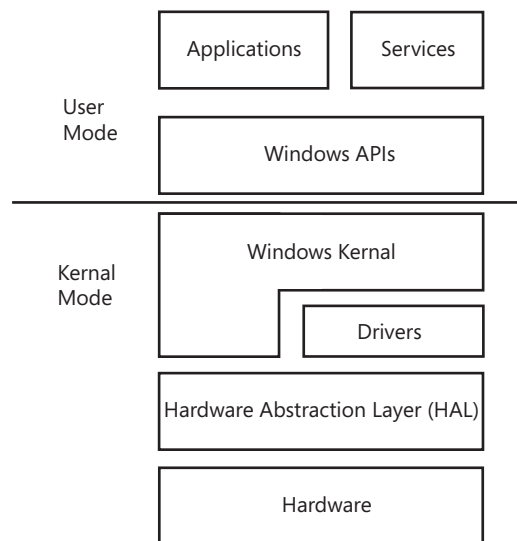 Applications
Services
User
Mode
Windows APIs
Windows Kernal
Kernal
Mode
Drivers
Hardware Abstraction Layer (HAL)
Hardware